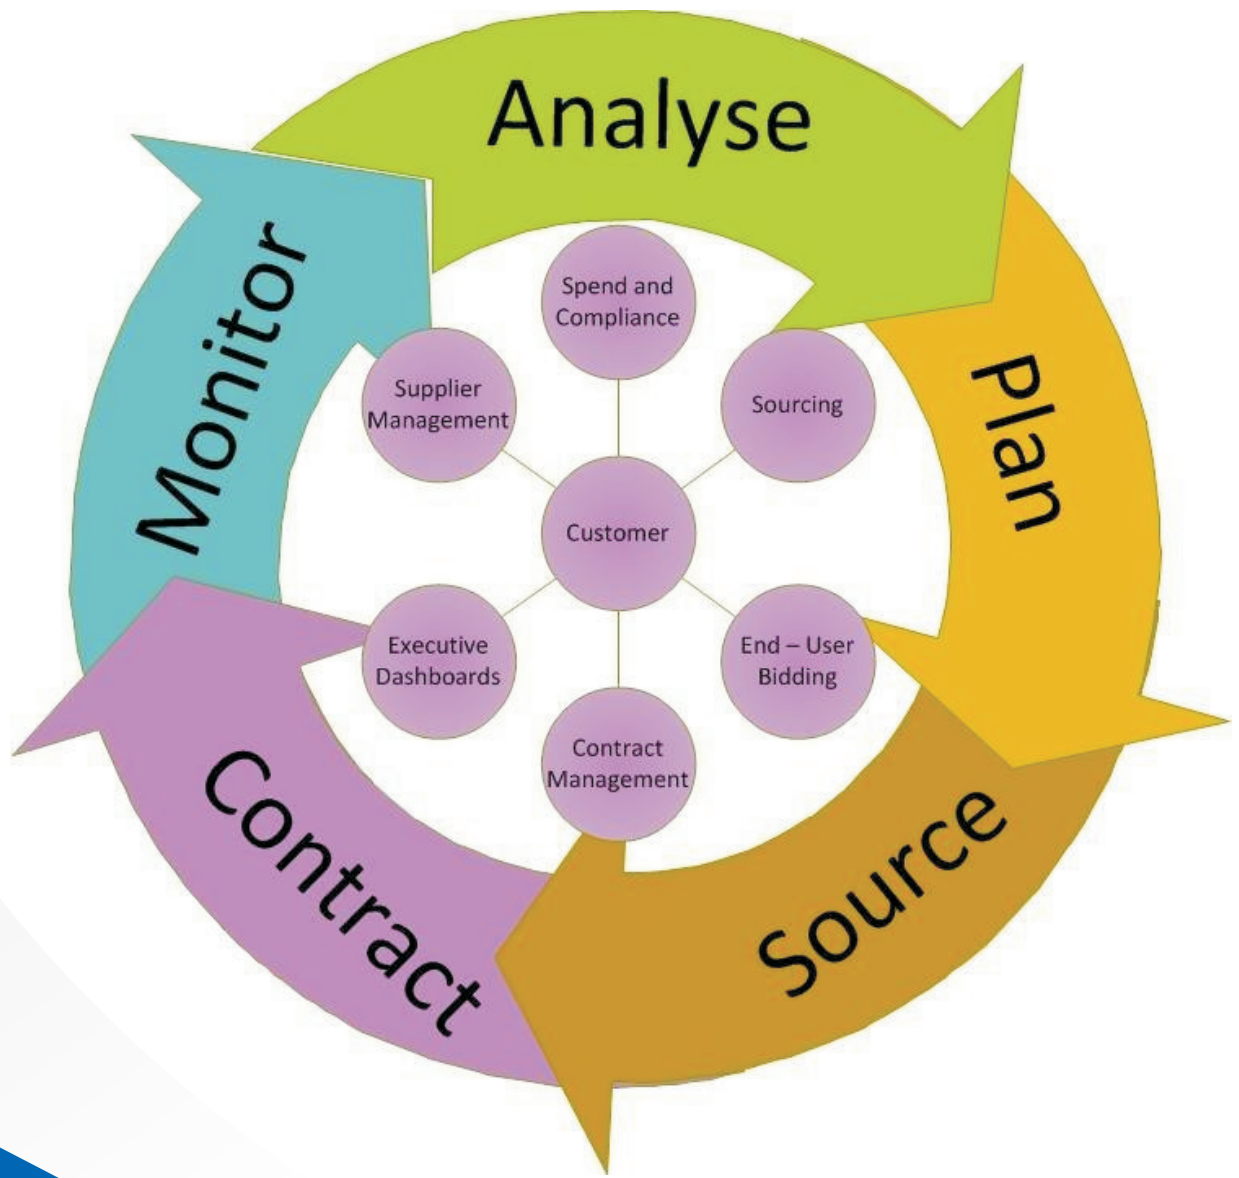 Analyse
Plan
Source
Contract
Monitor
Spend and
Compliance
Sourcing
End – User
Bidding
Contract
Management
Executive
Dashboards
Supplier
Management
Customer